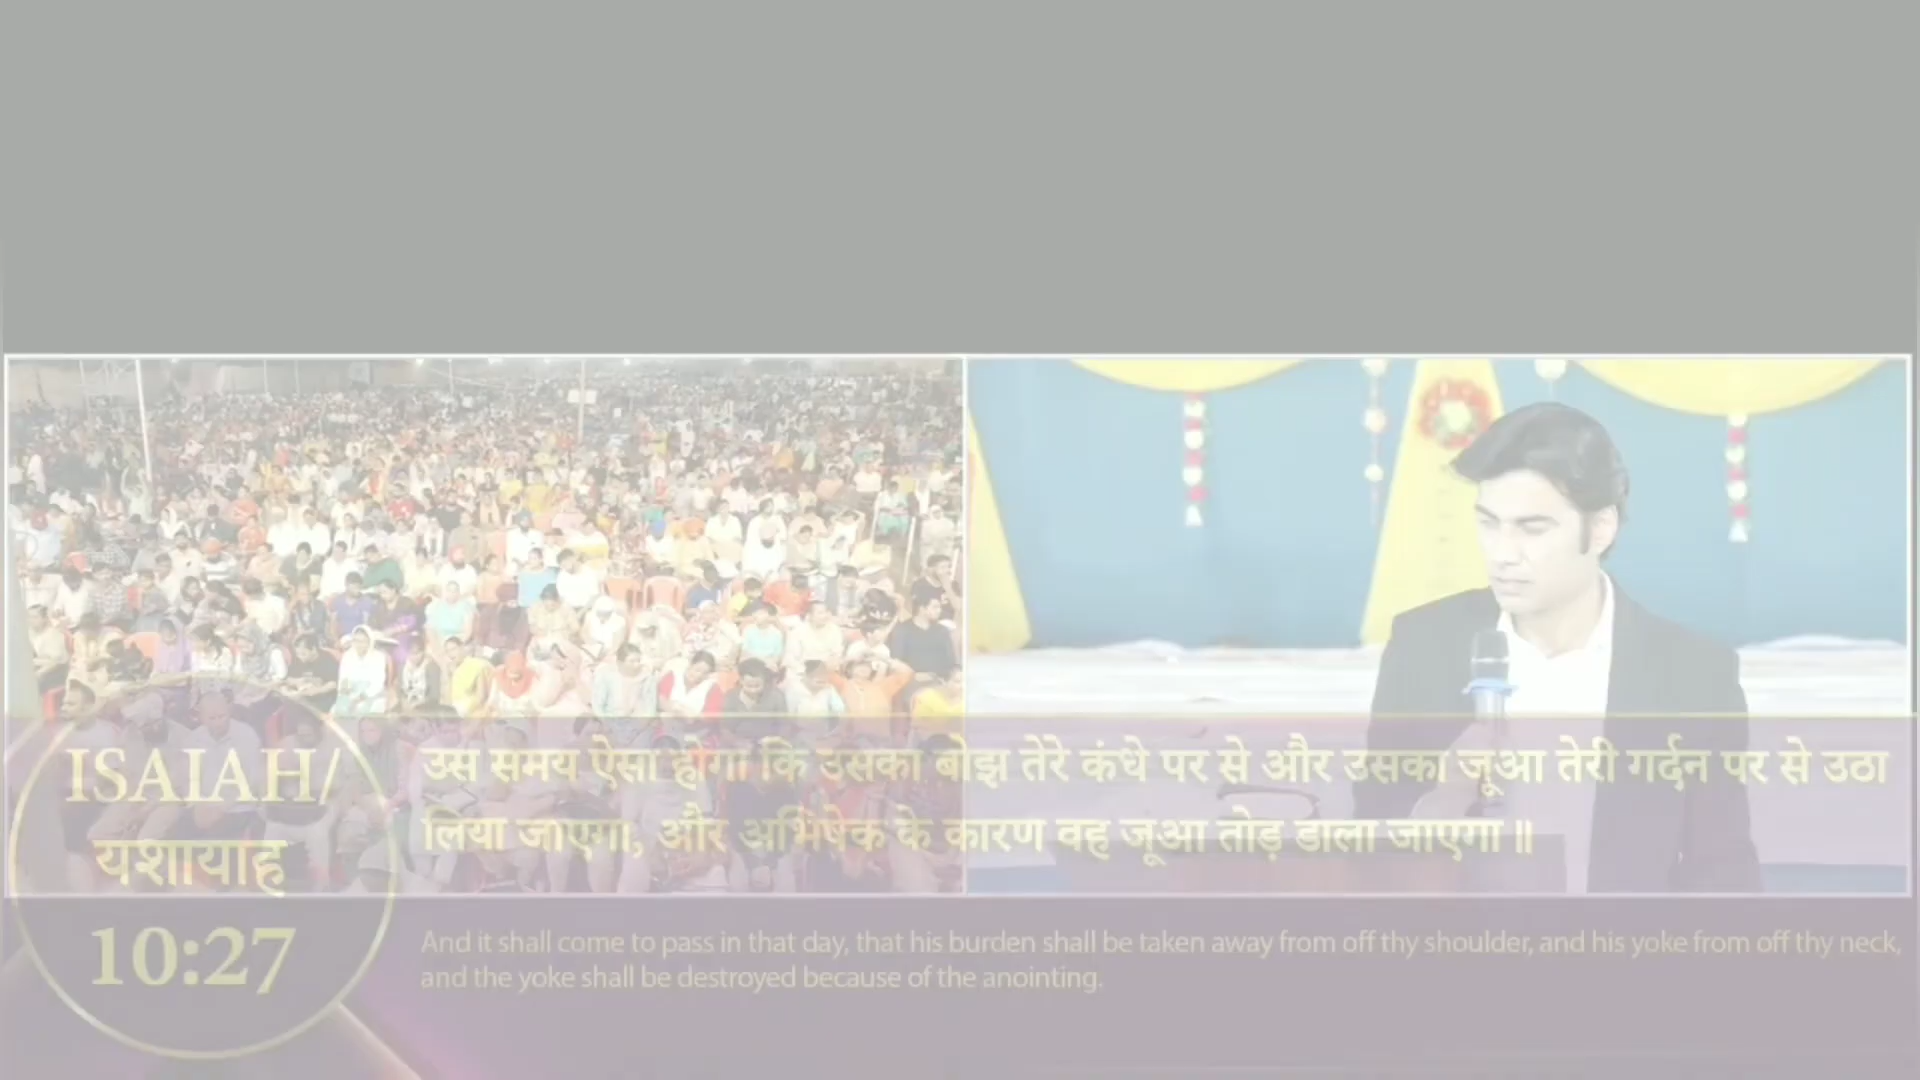 ISAIAH/
यशायाह
10:27
उस समय ऐसा होगा कि उसका बोझ तेरे कंधे पर से और उसका जूआ तेरी गर्दन पर से उठा
लिया जाएगा, और अभिषेक के कारण वह जूआ तोड़ डाला जाएगा॥
And it shall come to pass in that day, that his burden shall be taken away from off thy shoulder, and his yoke from off thy neck,
and the yoke shall be destroyed because of the anointing.